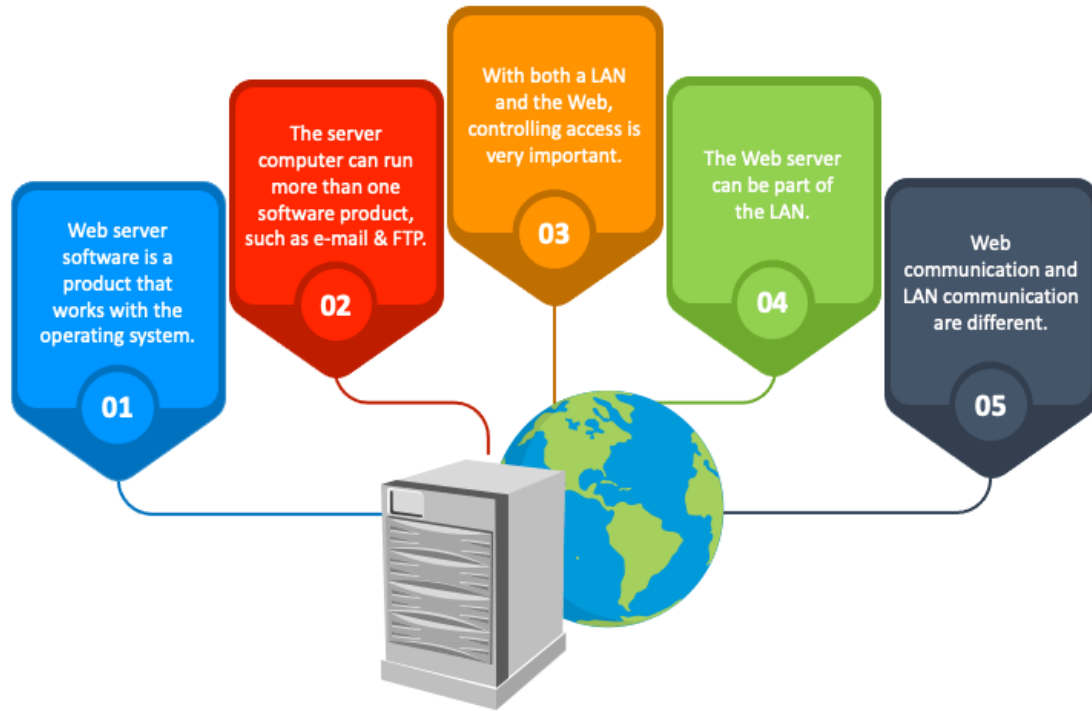 Web server
software is a
product that
works with the
operating system.
01
The server
computer can run
more than one
software product,
such as e-mail & FTP.
02
With both a LAN
and the Web,
controlling access is
very important.
03
The Web server
can be part of
the LAN.
04
Web
communication and
LAN communication
are different.
05